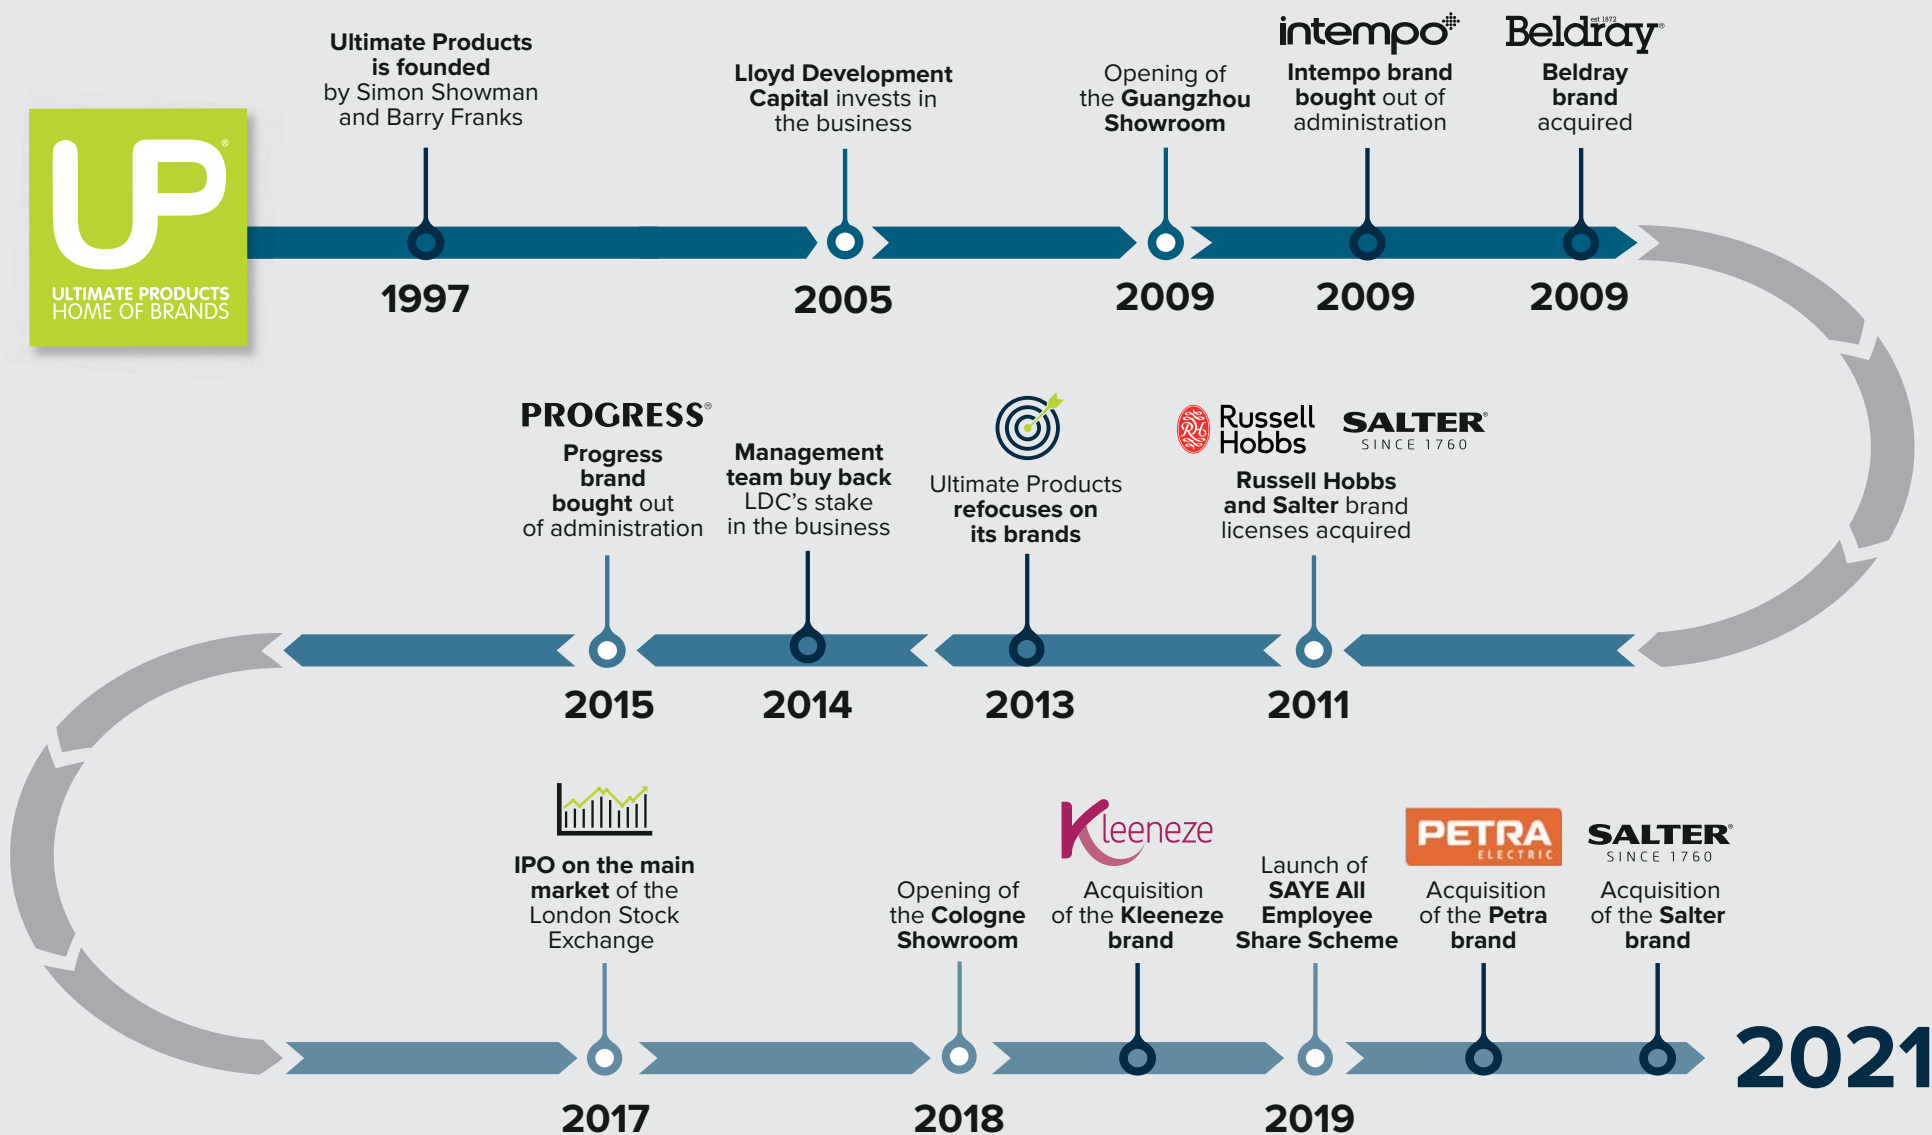 UP®
ULTIMATE PRODUCTS
HOME OF BRANDS
Ultimate Products
is founded
by Simon Showman
and Barry Franks
1997
Lloyd Development
Capital invests in
the business
2005
Opening of
the Guangzhou
Showroom
2009
intempo
Intempo brand
bought out of
administration
2009
est 1872
Beldray®
Beldray
brand
acquired
2009
RH
Russell
Hobbs
SALTER®
SINCE 1760
Russell Hobbs
and Salter brand
licenses acquired
2011
Ultimate Products
refocuses on
its brands
2013
Management
team buy back
LDC's stake
in the business
2014
PROGRESS®
Progress
brand
bought out
of administration
2015
IPO on the main
market of the
London Stock
Exchange
2017
Opening of
the Cologne
Showroom
2018
Kleeneze
Acquisition
of the Kleeneze
brand
Launch of
SAYE All
Employee
Share Scheme
2019
PETRA
ELECTRIC
Acquisition
of the Petra
brand
SALTER®
SINCE 1760
Acquisition
of the Salter
brand
2021